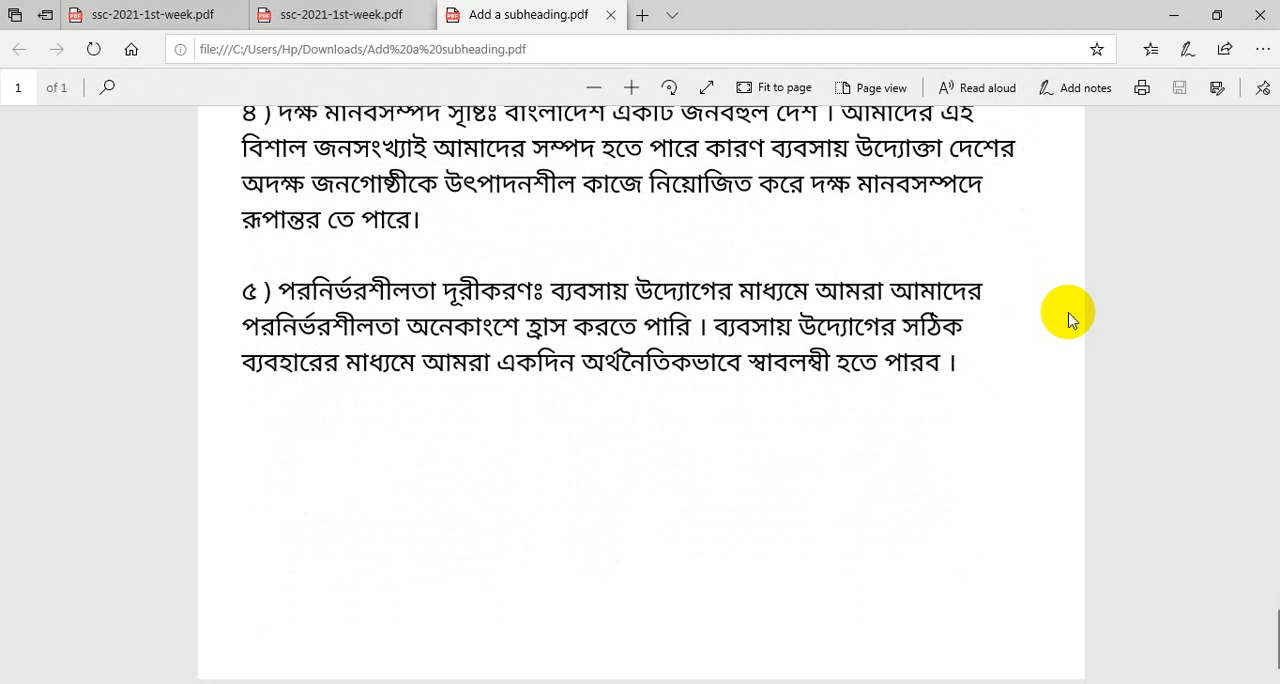 ssc-2021-1st-week.pdf
ssc-2021-1st-week.pdf
Add a subheading.pdf
file:///C:/Users/Hp/Downloads/Add%20a%20subheading.pdf
1 of 1
Fit to page
Page view
Read aloud
Add notes
৪ ) দক্ষ মানবসম্পদ সৃষ্টিঃ বাংলাদেশ একটি জনবহুল দেশ । আমাদের এই
বিশাল জনসংখ্যাই আমাদের সম্পদ হতে পারে কারণ ব্যবসায় উদ্যোক্তা দেশের
অদক্ষ জনগোষ্ঠীকে উৎপাদনশীল কাজে নিয়োজিত করে দক্ষ মানবসম্পদে
রূপান্তর তে পারে।
৫ ) পরনির্ভরশীলতা দূরীকরণঃ ব্যবসায় উদ্যোগের মাধ্যমে আমরা আমাদের
পরনির্ভরশীলতা অনেকাংশে হ্রাস করতে পারি । ব্যবসায় উদ্যোগের সঠিক
ব্যবহারের মাধ্যমে আমরা একদিন অর্থনৈতিকভাবে স্বাবলম্বী হতে পারব ।